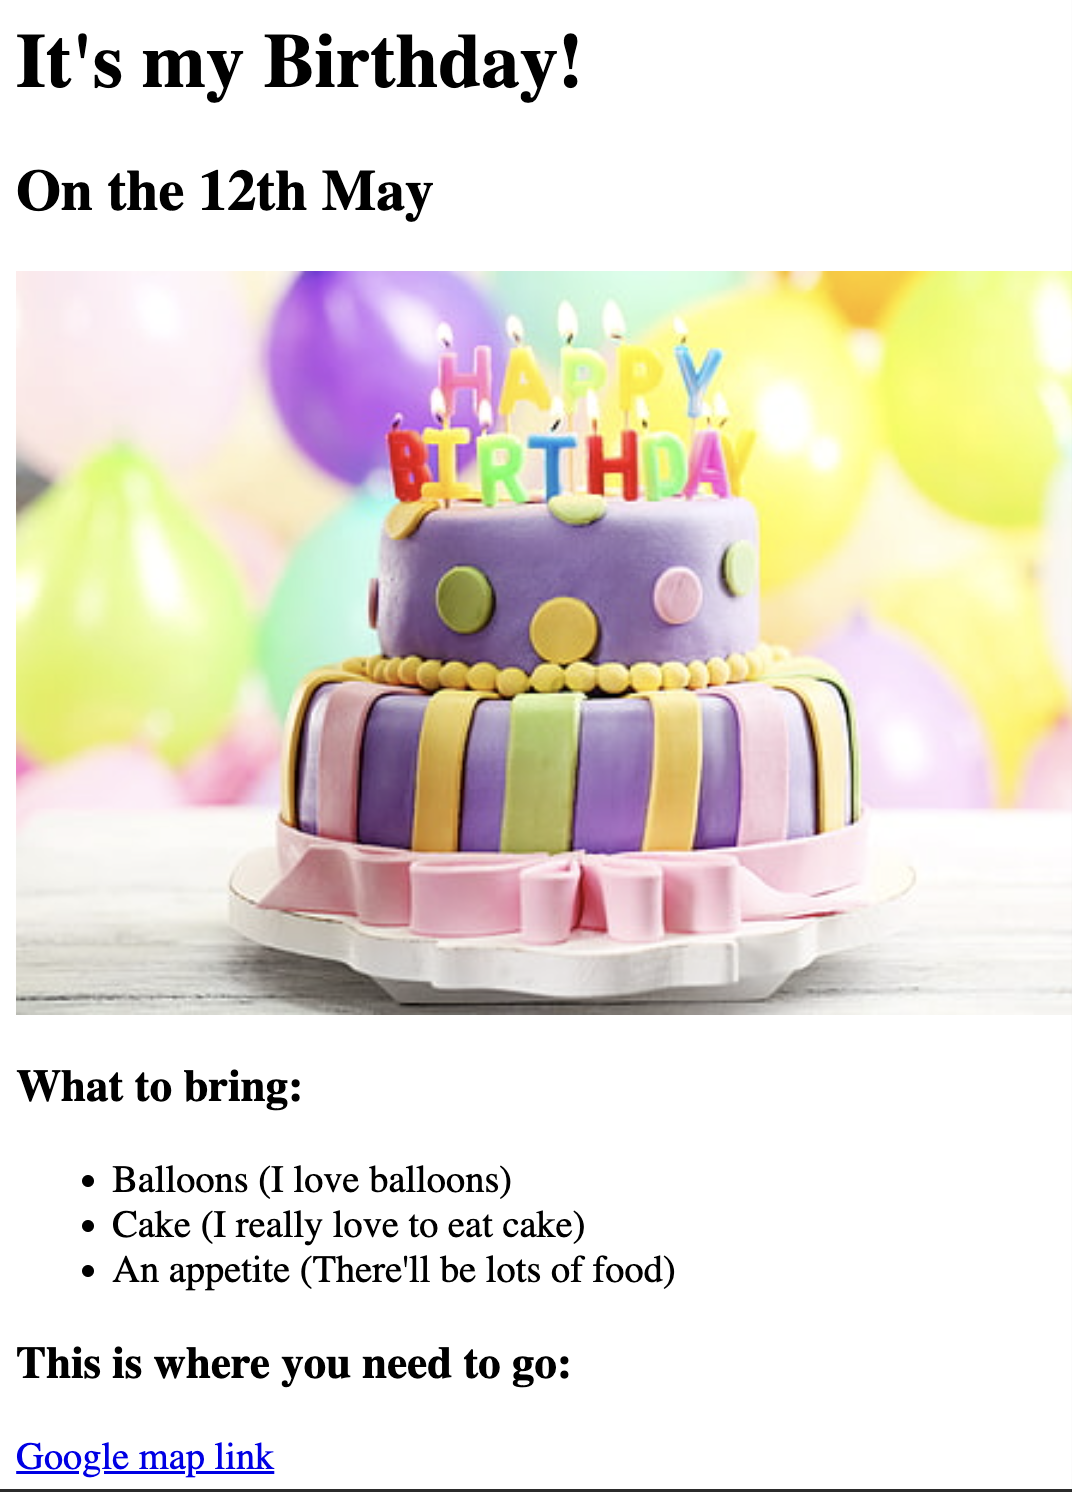 It's my Birthday!
On the 12th May
HAPPY
BIRTHDAY
What to bring:
Balloons (I love balloons)
Cake (I really love to eat cake)
An appetite (There'll be lots of food)
This is where you need to go:
Google map link